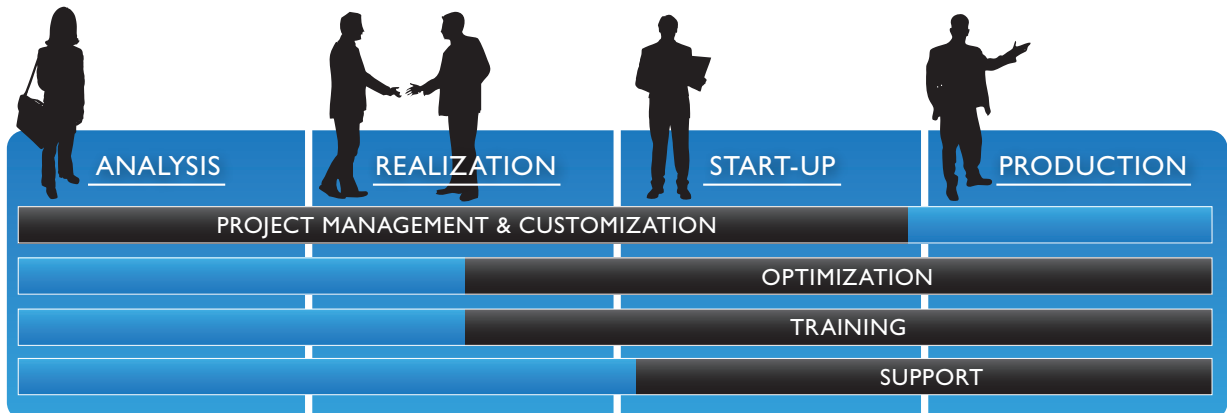 ANALYSIS
REALIZATION
START-UP
PRODUCTION
PROJECT MANAGEMENT & CUSTOMIZATION
OPTIMIZATION
TRAINING
SUPPORT